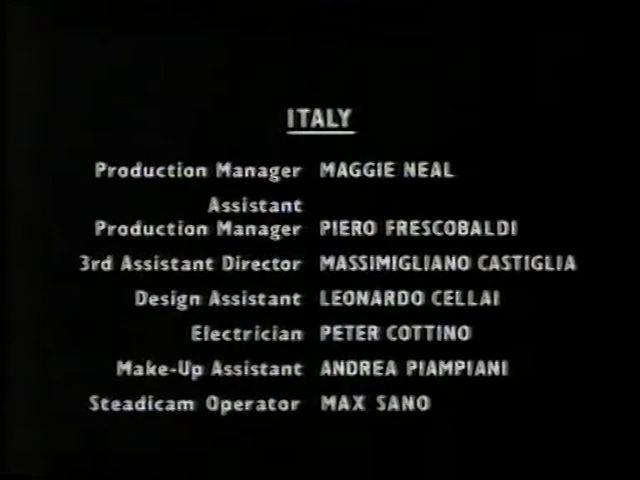 ITALY
Production Manager MAGGIE NEAL
Assistant
Production Manager PIERO FRESCOBALDI
3rd Assistant Director MASSIMIGLIANO CASTIGLIA
Design Assistant LEONARDO CELLAI
Electrician PETER COTTINO
Make-Up Assistant ANDREA PIAMPIANI
Steadicam Operator MAX SANO